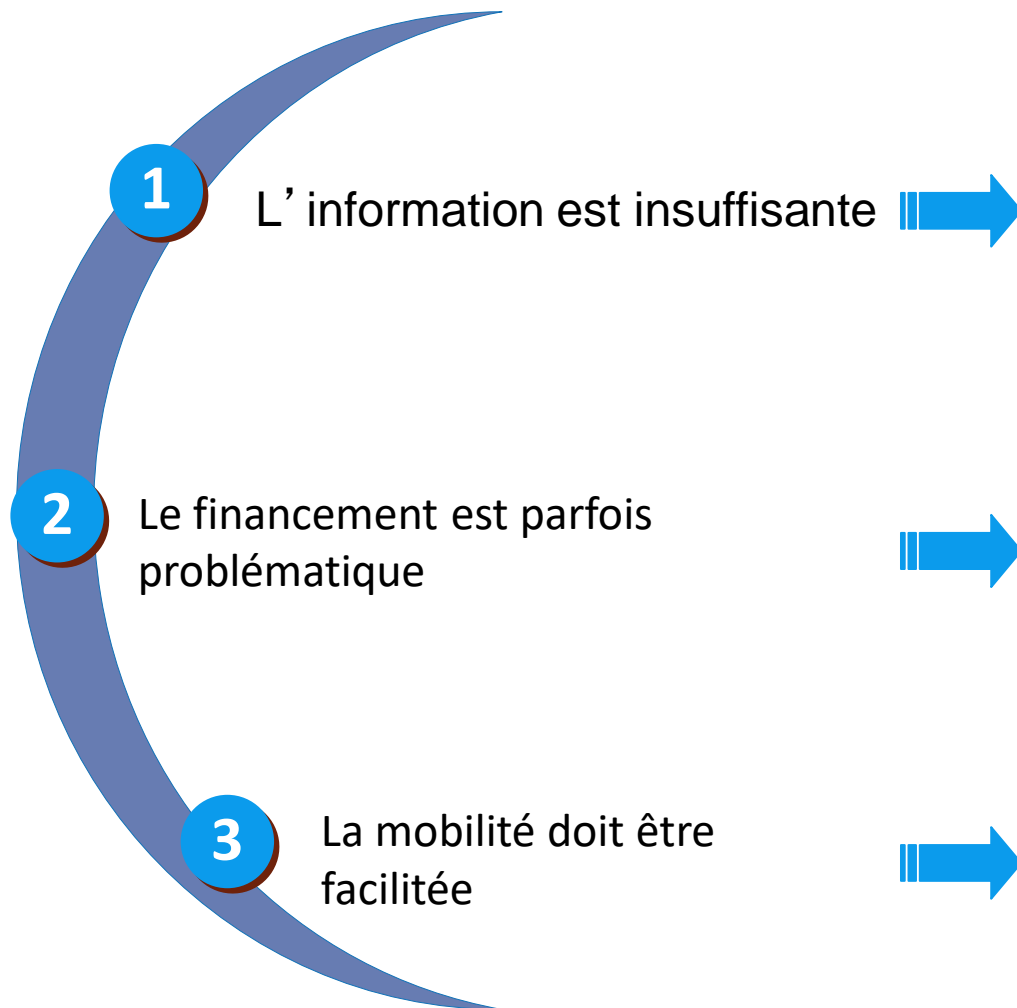 1
L’ information est insuffisante
2
Le financement est parfois
problématique
3
La mobilité doit être
facilitée